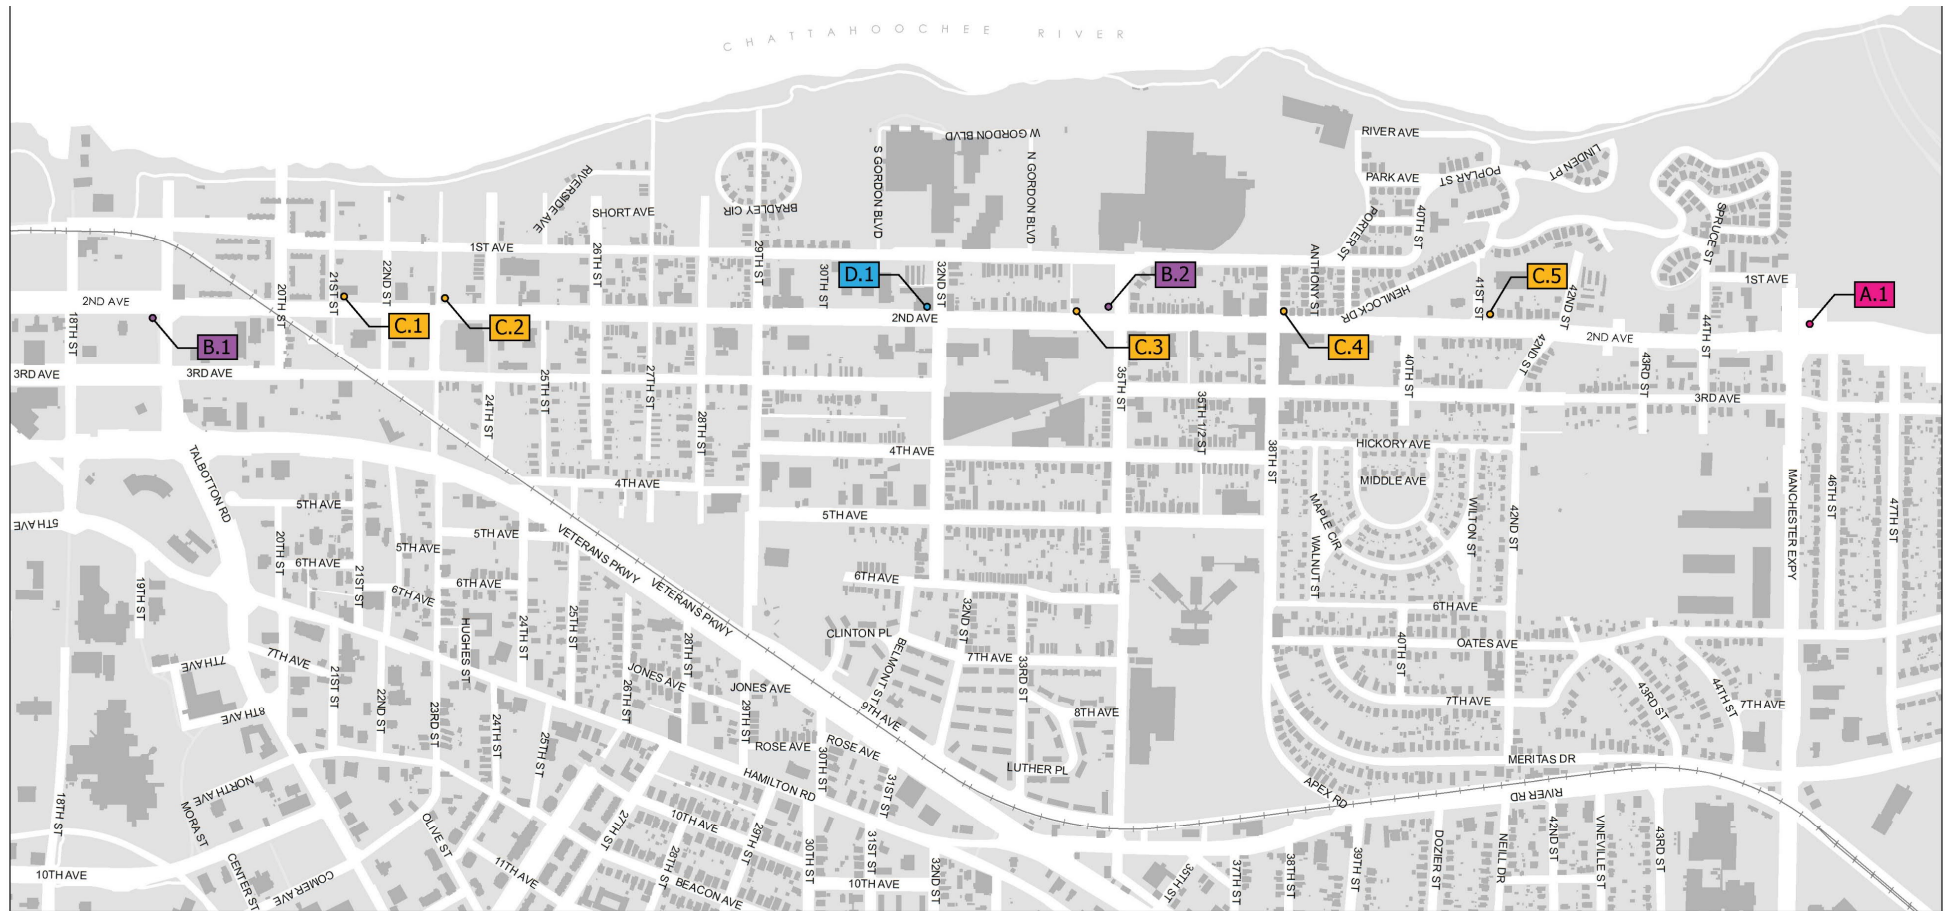 CHATTAHOOCHEE RIVER
W GORDON BLVD
RIVER AVE
LINDEN PT
S GORDON BLVD
N GORDON BLVD
PARK AVE
POPLAR ST
RIVERSIDE AVE
SHORT AVE
BRADLEY CIR
PORTER ST
40TH ST
SPRUCE ST
1ST AVE
26TH ST
29TH ST
ANTHONY ST
21ST ST
22ND ST
30TH ST
D.1
32ND ST
B.2
HEMLOCK DR
41ST ST
C.5
42ND ST
1ST AVE
A.1
2ND AVE
20TH ST
C.1
C.2
2ND AVE
18TH ST
B.1
C.3
C.4
42ND ST
2ND AVE
44TH ST
3RD AVE
3RD AVE
25TH ST
27TH ST
35TH ST
40TH ST
43RD ST
24TH ST
28TH ST
35TH 1/2 ST
3RD AVE
TALBOTTON RD
4TH AVE
38TH ST
HICKORY AVE
4TH AVE
MIDDLE AVE
MANCHESTER EXPY
46TH ST
47TH ST
5TH AVE
5TH AVE
5TH AVE
MAPLE CIR
WILTON ST
42ND ST
5TH AVE
5TH AVE
VETERANS PKWY
VETERANS PKWY
20TH ST
6TH AVE
21ST ST
6TH AVE
6TH AVE
6TH AVE
WALNUT ST
19TH ST
6TH AVE
HUGHES ST
24TH ST
25TH ST
32ND ST
CLINTON PL
BELMONT ST
28TH ST
40TH ST
OATES AVE
7TH AVE
7TH AVE
7TH AVE
33RD ST
21ST ST
22ND ST
JONES AVE
26TH ST
JONES AVE
7TH AVE
43RD ST
44TH ST
7TH AVE
8TH AVE
23RD ST
24TH ST
25TH ST
29TH ST
9TH AVE
8TH AVE
ROSE AVE
ROSE AVE
30TH ST
LUTHER PL
MERITAS DR
NORTH AVE
HAMILTON RD
31ST ST
APEX RD
RIVER RD
18TH ST
MORA ST
OLIVE ST
27TH ST
10TH AVE
29TH ST
30TH ST
31ST ST
32ND ST
35TH ST
37TH ST
38TH ST
39TH ST
DOZIER ST
NEILL DR
42ND ST
VINEVILLE ST
43RD ST
10TH AVE
CENTER ST
COMER AVE
11TH AVE
28TH ST
BEACON AVE
10TH AVE